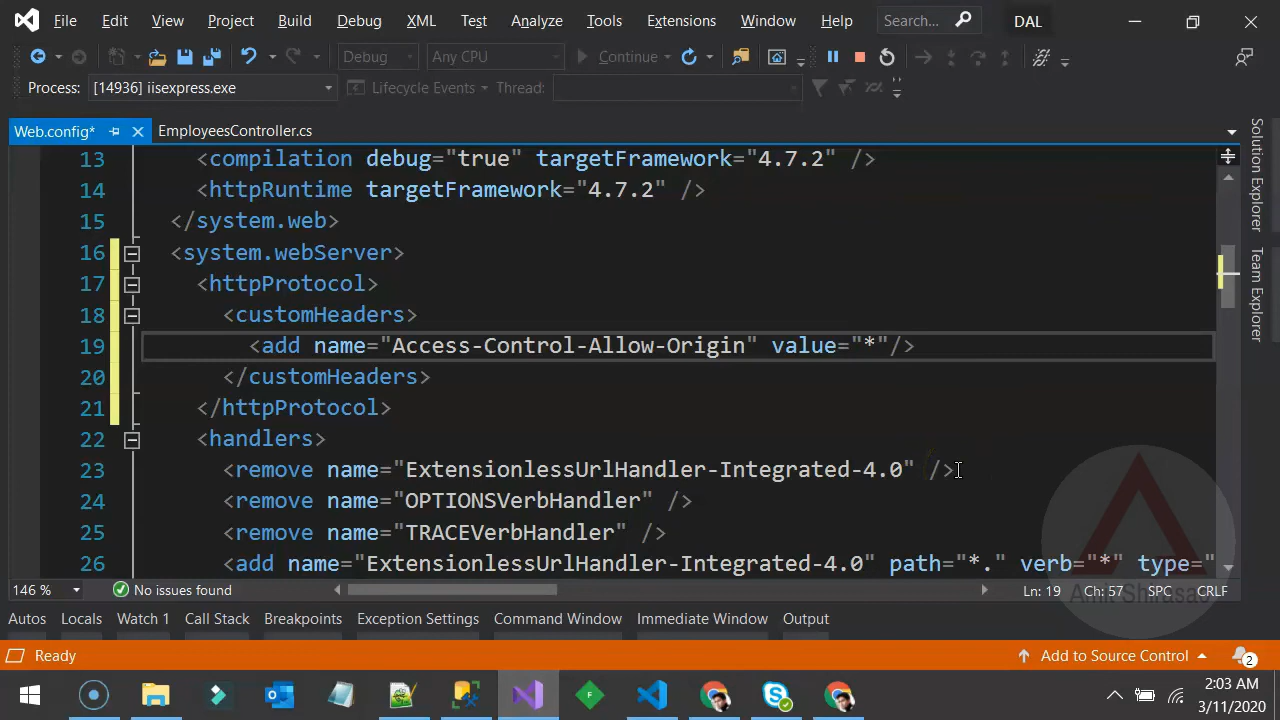 File Edit View Project Build Debug XML Test Analyze Tools Extensions Window Help Search... DAL
Debug Any CPU Continue
Process: [14936] iisexpress.exe Lifecycle Events Thread:
Web.config* EmployeesController.cs
13 <compilation debug="true" targetFramework="4.7.2" />
14 <httpRuntime targetFramework="4.7.2" />
15 </system.web>
16 <system.webServer>
17 <httpProtocol>
18 <customHeaders>
19 <add name="Access-Control-Allow-Origin" value="*"/>
20 </customHeaders>
21 </httpProtocol>
22 <handlers>
23 <remove name="ExtensionlessUrlHandler-Integrated-4.0" />
24 <remove name="OPTIONSVerbHandler" />
25 <remove name="TRACEVerbHandler" />
26 <add name="ExtensionlessUrlHandler-Integrated-4.0" path="*." verb="*" type="
Solution Explorer
Team Explorer
Amit Shirasao
146 % No issues found Ln: 19 Ch: 57 SPC CRLF
Autos Locals Watch 1 Call Stack Breakpoints Exception Settings Command Window Immediate Window Output
Ready Add to Source Control 2
2:03 AM
3/11/2020